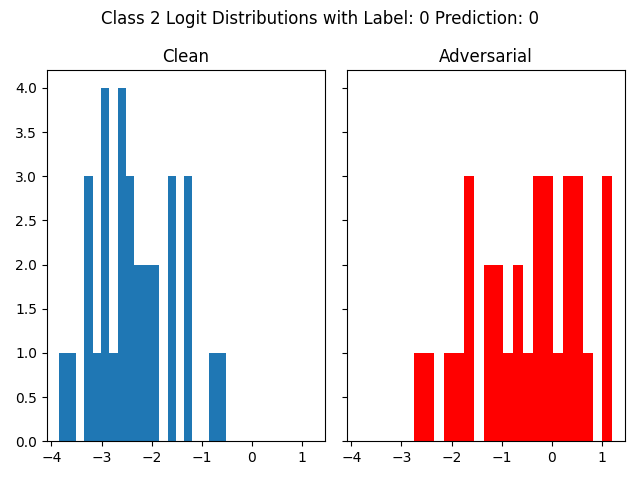 Class 2 Logit Distributions with Label: 0 Prediction: 0
Clean
Adversarial
4.0
3.5
3.0
2.5
2.0
1.5
1.0
0.5
0.0
−4 −3 −2 −1 0 1
−4 −3 −2 −1 0 1